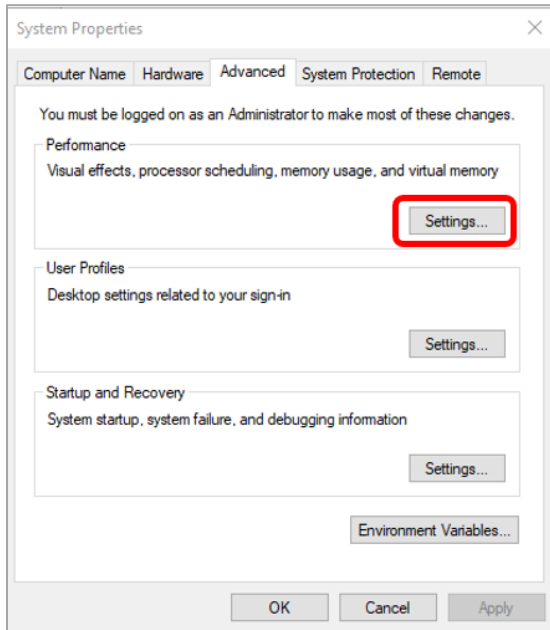 System Properties
Computer Name Hardware Advanced System Protection Remote
You must be logged on as an Administrator to make most of these changes.
Performance
Visual effects, processor scheduling, memory usage, and virtual memory
Settings...
User Profiles
Desktop settings related to your sign-in
Settings...
Startup and Recovery
System startup, system failure, and debugging information
Settings...
Environment Variables...
OK Cancel Apply